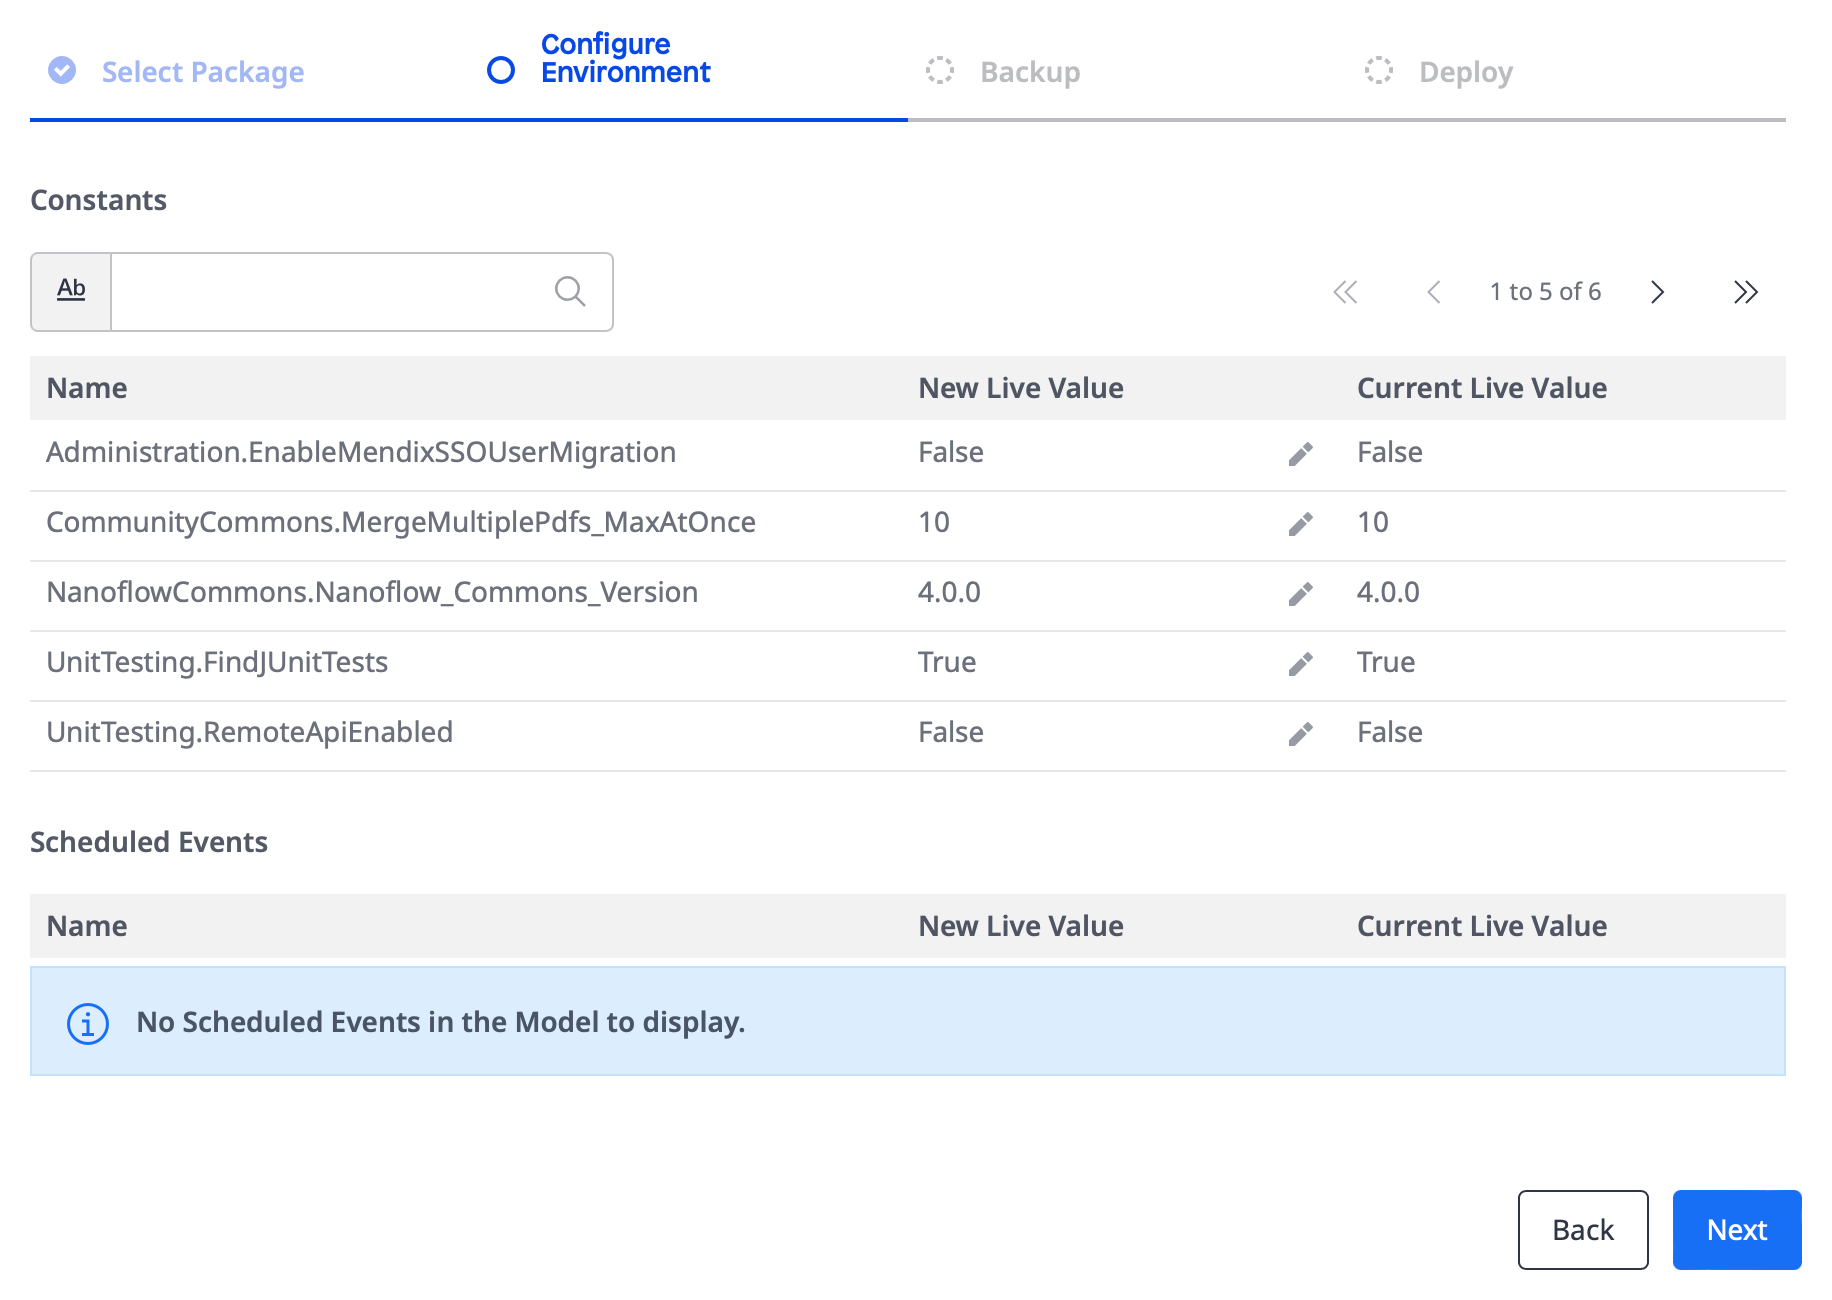 Select Package
Configure
Environment
Backup
Deploy
Constants
Ab
1 to 5 of 6
Name New Live Value Current Live Value
Administration.EnableMendixSSOUserMigration False False
CommunityCommons.MergeMultiplePdfs_MaxAtOnce 10 10
NanoflowCommons.Nanoflow_Commons_Version 4.0.0 4.0.0
UnitTesting.FindJUnitTests True True
UnitTesting.RemoteApiEnabled False False
Scheduled Events
Name New Live Value Current Live Value
No Scheduled Events in the Model to display.
Back Next